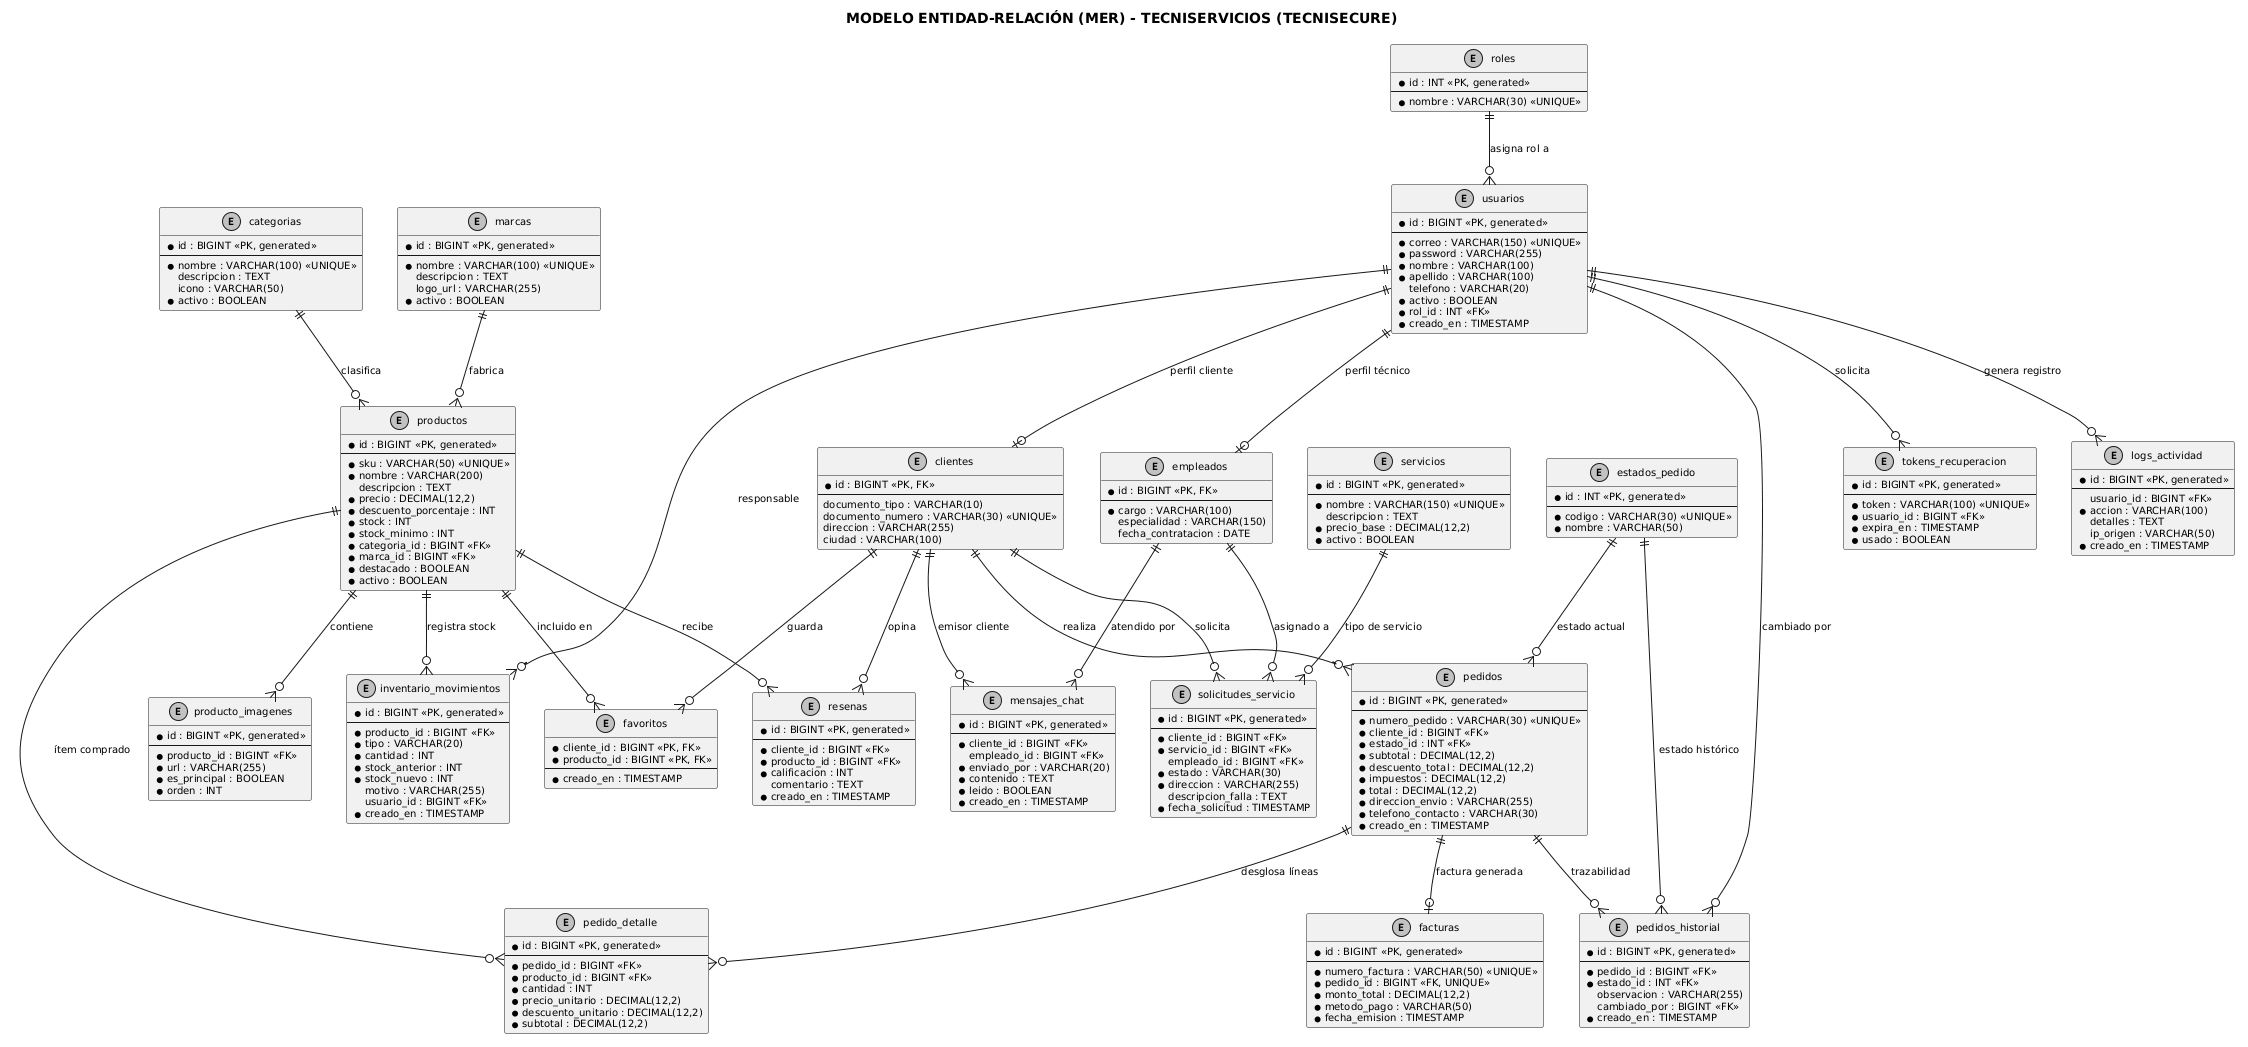 MODELO ENTIDAD-RELACIÓN (MER) - TECNISERVICIOS (TECNISECURE)
E roles
id : INT «PK, generated»
nombre : VARCHAR(30) «UNIQUE»
asigna rol a
E usuarios
id : BIGINT «PK, generated»
correo : VARCHAR(150) «UNIQUE»
password : VARCHAR(255)
nombre : VARCHAR(100)
apellido : VARCHAR(100)
telefono : VARCHAR(20)
activo : BOOLEAN
rol_id : INT «FK»
creado_en : TIMESTAMP
E categorias
id : BIGINT «PK, generated»
nombre : VARCHAR(100) «UNIQUE»
descripcion : TEXT
icono : VARCHAR(50)
activo : BOOLEAN
E marcas
id : BIGINT «PK, generated»
nombre : VARCHAR(100) «UNIQUE»
descripcion : TEXT
logo_url : VARCHAR(255)
activo : BOOLEAN
clasifica
fabrica
perfil cliente
perfil técnico
solicita
genera registro
E productos
id : BIGINT «PK, generated»
sku : VARCHAR(50) «UNIQUE»
nombre : VARCHAR(200)
descripcion : TEXT
precio : DECIMAL(12,2)
descuento_porcentaje : INT
stock : INT
stock_minimo : INT
categoria_id : BIGINT «FK»
marca_id : BIGINT «FK»
destacado : BOOLEAN
activo : BOOLEAN
responsable
E clientes
id : BIGINT «PK, FK»
documento_tipo : VARCHAR(10)
documento_numero : VARCHAR(30) «UNIQUE»
direccion : VARCHAR(255)
ciudad : VARCHAR(100)
E empleados
id : BIGINT «PK, FK»
cargo : VARCHAR(100)
especialidad : VARCHAR(150)
fecha_contratacion : DATE
E servicios
id : BIGINT «PK, generated»
nombre : VARCHAR(150) «UNIQUE»
descripcion : TEXT
precio_base : DECIMAL(12,2)
activo : BOOLEAN
E estados_pedido
id : INT «PK, generated»
codigo : VARCHAR(30) «UNIQUE»
nombre : VARCHAR(50)
E tokens_recuperacion
id : BIGINT «PK, generated»
token : VARCHAR(100) «UNIQUE»
usuario_id : BIGINT «FK»
expira_en : TIMESTAMP
usado : BOOLEAN
E logs_actividad
id : BIGINT «PK, generated»
usuario_id : BIGINT «FK»
accion : VARCHAR(100)
detalles : TEXT
ip_origen : VARCHAR(50)
creado_en : TIMESTAMP
contiene
registra stock
incluido en
recibe
guarda
opina
emisor cliente
realiza
atendido por
solicita
asignado a
tipo de servicio
estado actual
cambiado por
ítem comprado
estado histórico
E producto_imagenes
id : BIGINT «PK, generated»
producto_id : BIGINT «FK»
url : VARCHAR(255)
es_principal : BOOLEAN
orden : INT
E inventario_movimientos
id : BIGINT «PK, generated»
producto_id : BIGINT «FK»
tipo : VARCHAR(20)
cantidad : INT
stock_anterior : INT
stock_nuevo : INT
motivo : VARCHAR(255)
usuario_id : BIGINT «FK»
creado_en : TIMESTAMP
E favoritos
cliente_id : BIGINT «PK, FK»
producto_id : BIGINT «PK, FK»
creado_en : TIMESTAMP
E resenas
id : BIGINT «PK, generated»
cliente_id : BIGINT «FK»
producto_id : BIGINT «FK»
calificacion : INT
comentario : TEXT
creado_en : TIMESTAMP
E mensajes_chat
id : BIGINT «PK, generated»
cliente_id : BIGINT «FK»
empleado_id : BIGINT «FK»
enviado_por : VARCHAR(20)
contenido : TEXT
leido : BOOLEAN
creado_en : TIMESTAMP
E solicitudes_servicio
id : BIGINT «PK, generated»
cliente_id : BIGINT «FK»
servicio_id : BIGINT «FK»
empleado_id : BIGINT «FK»
estado : VARCHAR(30)
direccion : VARCHAR(255)
descripcion_falla : TEXT
fecha_solicitud : TIMESTAMP
E pedidos
id : BIGINT «PK, generated»
numero_pedido : VARCHAR(30) «UNIQUE»
cliente_id : BIGINT «FK»
estado_id : INT «FK»
subtotal : DECIMAL(12,2)
descuento_total : DECIMAL(12,2)
impuestos : DECIMAL(12,2)
total : DECIMAL(12,2)
direccion_envio : VARCHAR(255)
telefono_contacto : VARCHAR(30)
creado_en : TIMESTAMP
desglosa líneas
factura generada
trazabilidad
E pedido_detalle
id : BIGINT «PK, generated»
pedido_id : BIGINT «FK»
producto_id : BIGINT «FK»
cantidad : INT
precio_unitario : DECIMAL(12,2)
descuento_unitario : DECIMAL(12,2)
subtotal : DECIMAL(12,2)
E facturas
id : BIGINT «PK, generated»
numero_factura : VARCHAR(50) «UNIQUE»
pedido_id : BIGINT «FK, UNIQUE»
monto_total : DECIMAL(12,2)
metodo_pago : VARCHAR(50)
fecha_emision : TIMESTAMP
E pedidos_historial
id : BIGINT «PK, generated»
pedido_id : BIGINT «FK»
estado_id : INT «FK»
observacion : VARCHAR(255)
cambiado_por : BIGINT «FK»
creado_en : TIMESTAMP